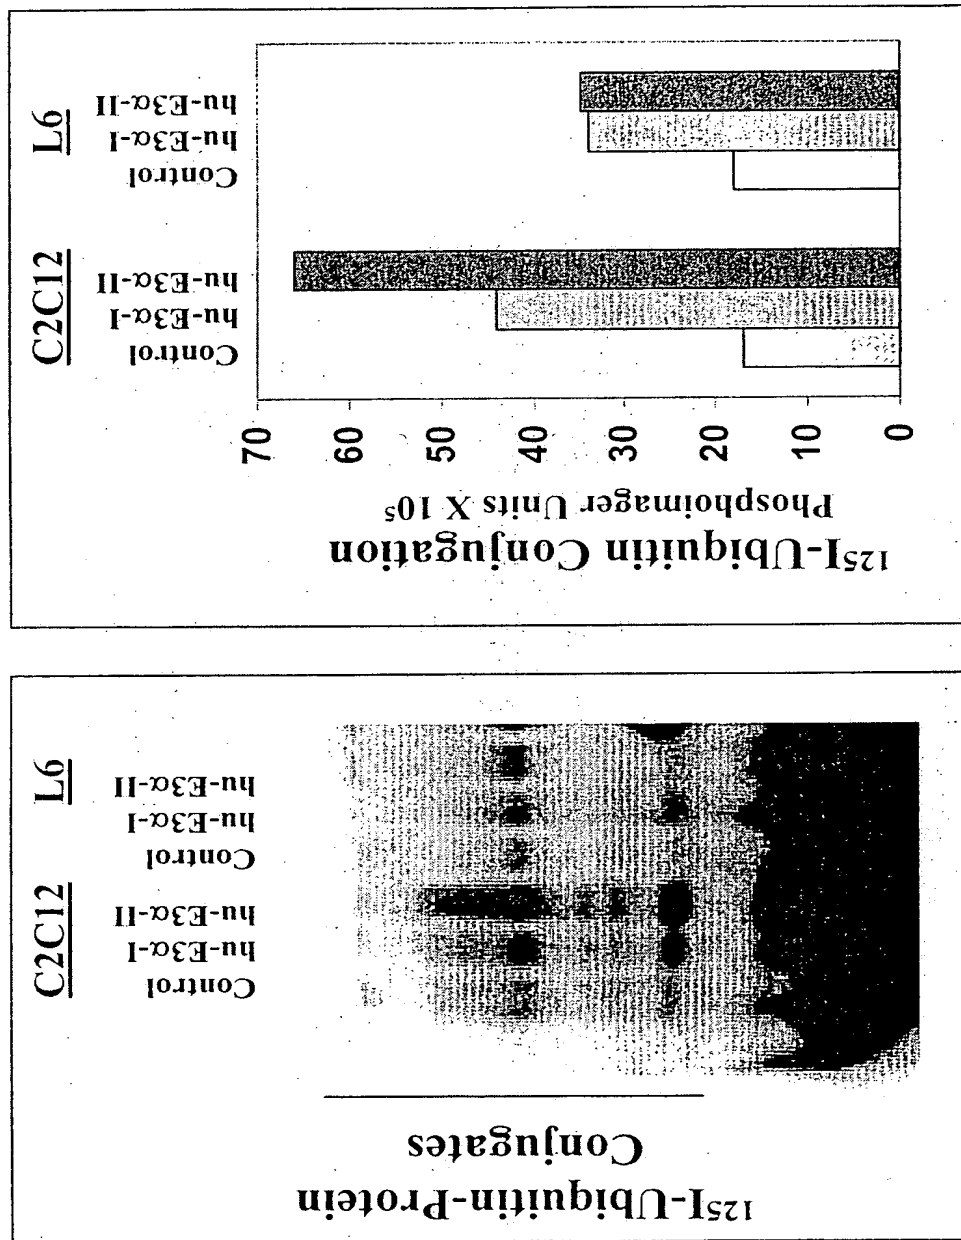 ¹²⁵I-Ubiquitin Conjugation
Phosphoimager Units X 10⁵
0
10
20
30
40
50
60
70
C2C12
Control
hu-E3α-I
hu-E3α-II
L6
Control
hu-E3α-I
hu-E3α-II
¹²⁵I-Ubiquitin-Protein
Conjugates
C2C12
Control
hu-E3α-I
hu-E3α-II
L6
Control
hu-E3α-I
hu-E3α-II